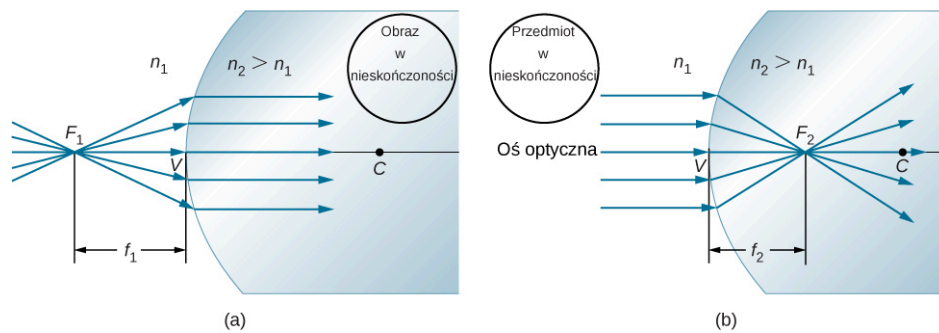 Obraz
w
nieskończoności
n1
n2 > n1
F1
V
C
f1
(a)
Przedmiot
w
nieskończoności
n1
n2 > n1
Oś optyczna
F2
V
C
f2
(b)